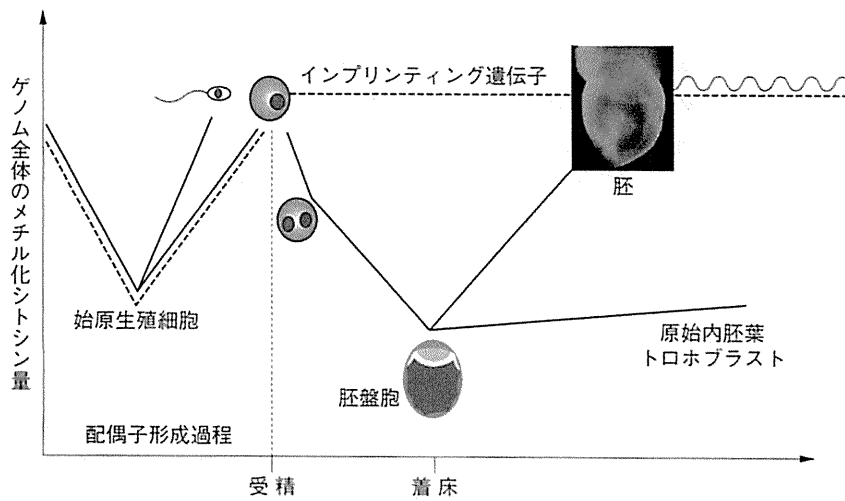 ゲノム全体のメチル化シトシン量
インプリンティング遺伝子
胚
始原生殖細胞
原始内胚葉
トロホブラスト
胚盤胞
配偶子形成過程
受精
着床